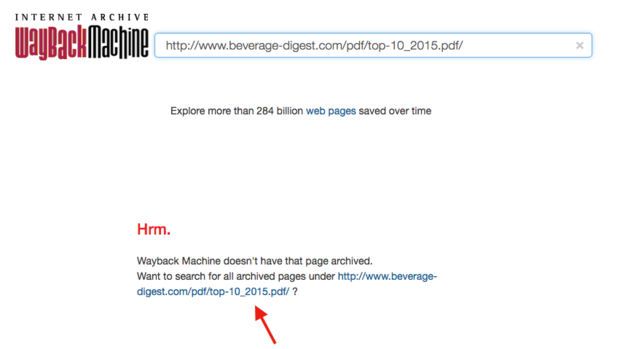 INTERNET ARCHIVE
WayBackMachine
http://www.beverage-digest.com/pdf/top-10_2015.pdf/ ×
Explore more than 284 billion web pages saved over time
Hrm.
Wayback Machine doesn't have that page archived.
Want to search for all archived pages under http://www.beverage-
digest.com/pdf/top-10_2015.pdf/ ?